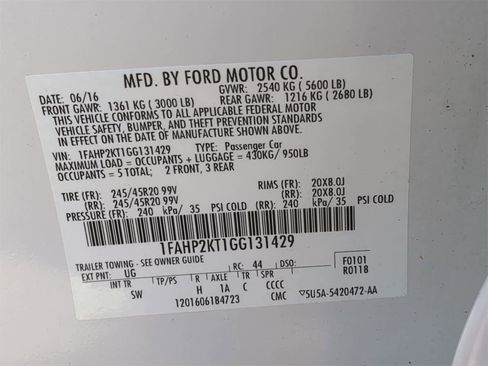 MFD. BY FORD MOTOR CO.
DATE: 06/16 GVWR: 2540 KG ( 5600 LB)
FRONT GAWR: 1361 KG ( 3000 LB) REAR GAWR: 1216 KG ( 2680 LB)
THIS VEHICLE CONFORMS TO ALL APPLICABLE FEDERAL MOTOR
VEHICLE SAFETY, BUMPER, AND THEFT PREVENTION STANDARDS
IN EFFECT ON THE DATE OF MANUFACTURE SHOWN ABOVE.
VIN: 1FAHP2KT1GG131429 TYPE: Passenger Car
MAXIMUM LOAD = OCCUPANTS + LUGGAGE = 430KG/ 950LB
OCCUPANTS = 5 TOTAL; 2 FRONT, 3 REAR
TIRE (FR): 245/45R20 99V RIMS (FR): 20X8.0J
(RR): 245/45R20 99V (RR): 20X8.0J
PRESSURE (FR): 240 kPa/ 35 (RR): 240 kPa/ 35 PSI COLD
1FAHP2KT1GG131429
TRAILER TOWING - SEE OWNER GUIDE F0101
EXT PNT: UG RC: 44 DSO: R0118
INT TR TP/PS R AXLE TR SPR
SW H 1A C CCCC
1201606184723 CMC ▽5U5A-5420472-AA